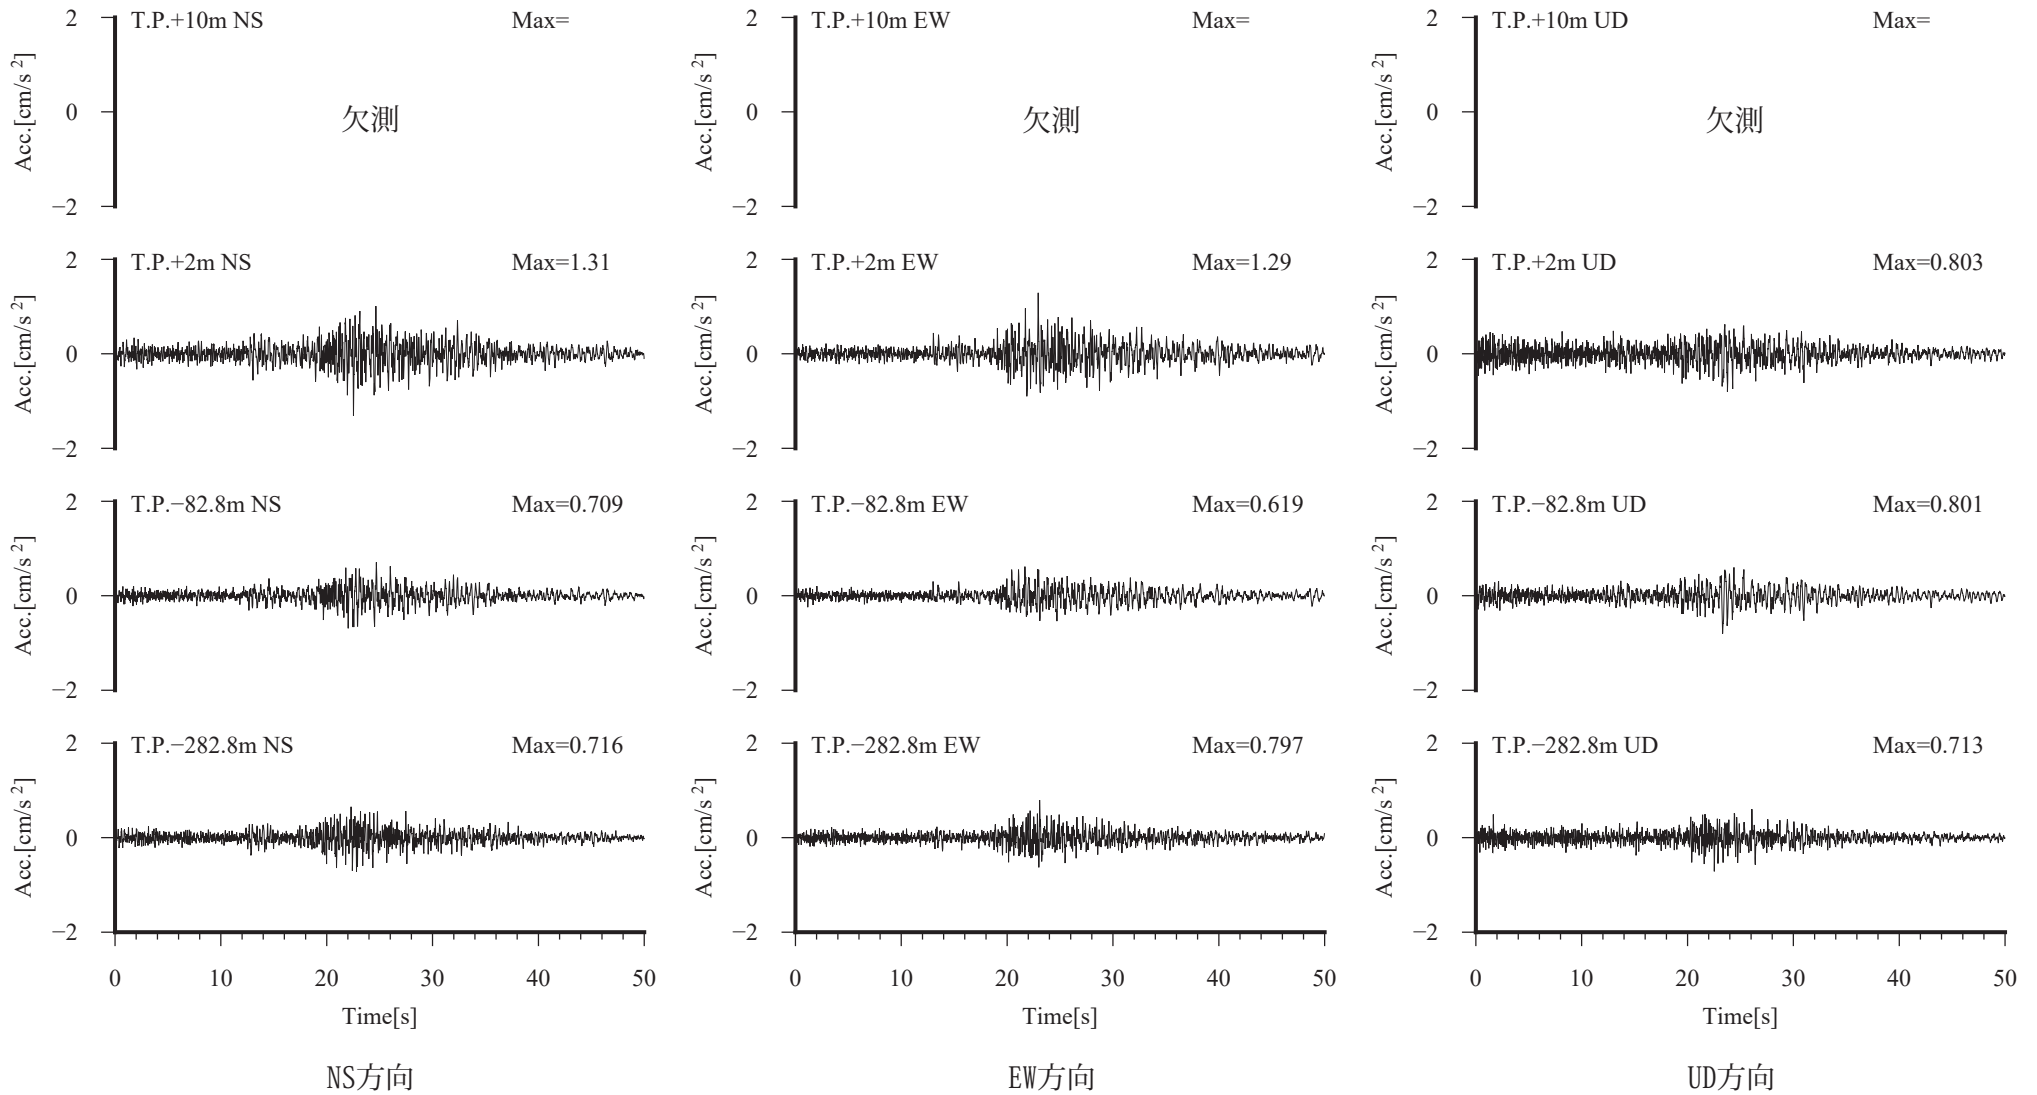 T.P.+10m NS Max=
2
0
−2
Acc.[cm/s²]
欠測
T.P.+10m EW Max=
2
0
−2
Acc.[cm/s²]
欠測
T.P.+10m UD Max=
2
0
−2
Acc.[cm/s²]
欠測
T.P.+2m NS Max=1.31
2
0
−2
Acc.[cm/s²]
T.P.+2m EW Max=1.29
2
0
−2
Acc.[cm/s²]
T.P.+2m UD Max=0.803
2
0
−2
Acc.[cm/s²]
T.P.−82.8m NS Max=0.709
2
0
−2
Acc.[cm/s²]
T.P.−82.8m EW Max=0.619
2
0
−2
Acc.[cm/s²]
T.P.−82.8m UD Max=0.801
2
0
−2
Acc.[cm/s²]
T.P.−282.8m NS Max=0.716
2
0
−2
Acc.[cm/s²]
T.P.−282.8m EW Max=0.797
2
0
−2
Acc.[cm/s²]
T.P.−282.8m UD Max=0.713
2
0
−2
Acc.[cm/s²]
0 10 20 30 40 50
0 10 20 30 40 50
0 10 20 30 40 50
Time[s]
Time[s]
Time[s]
NS方向
EW方向
UD方向